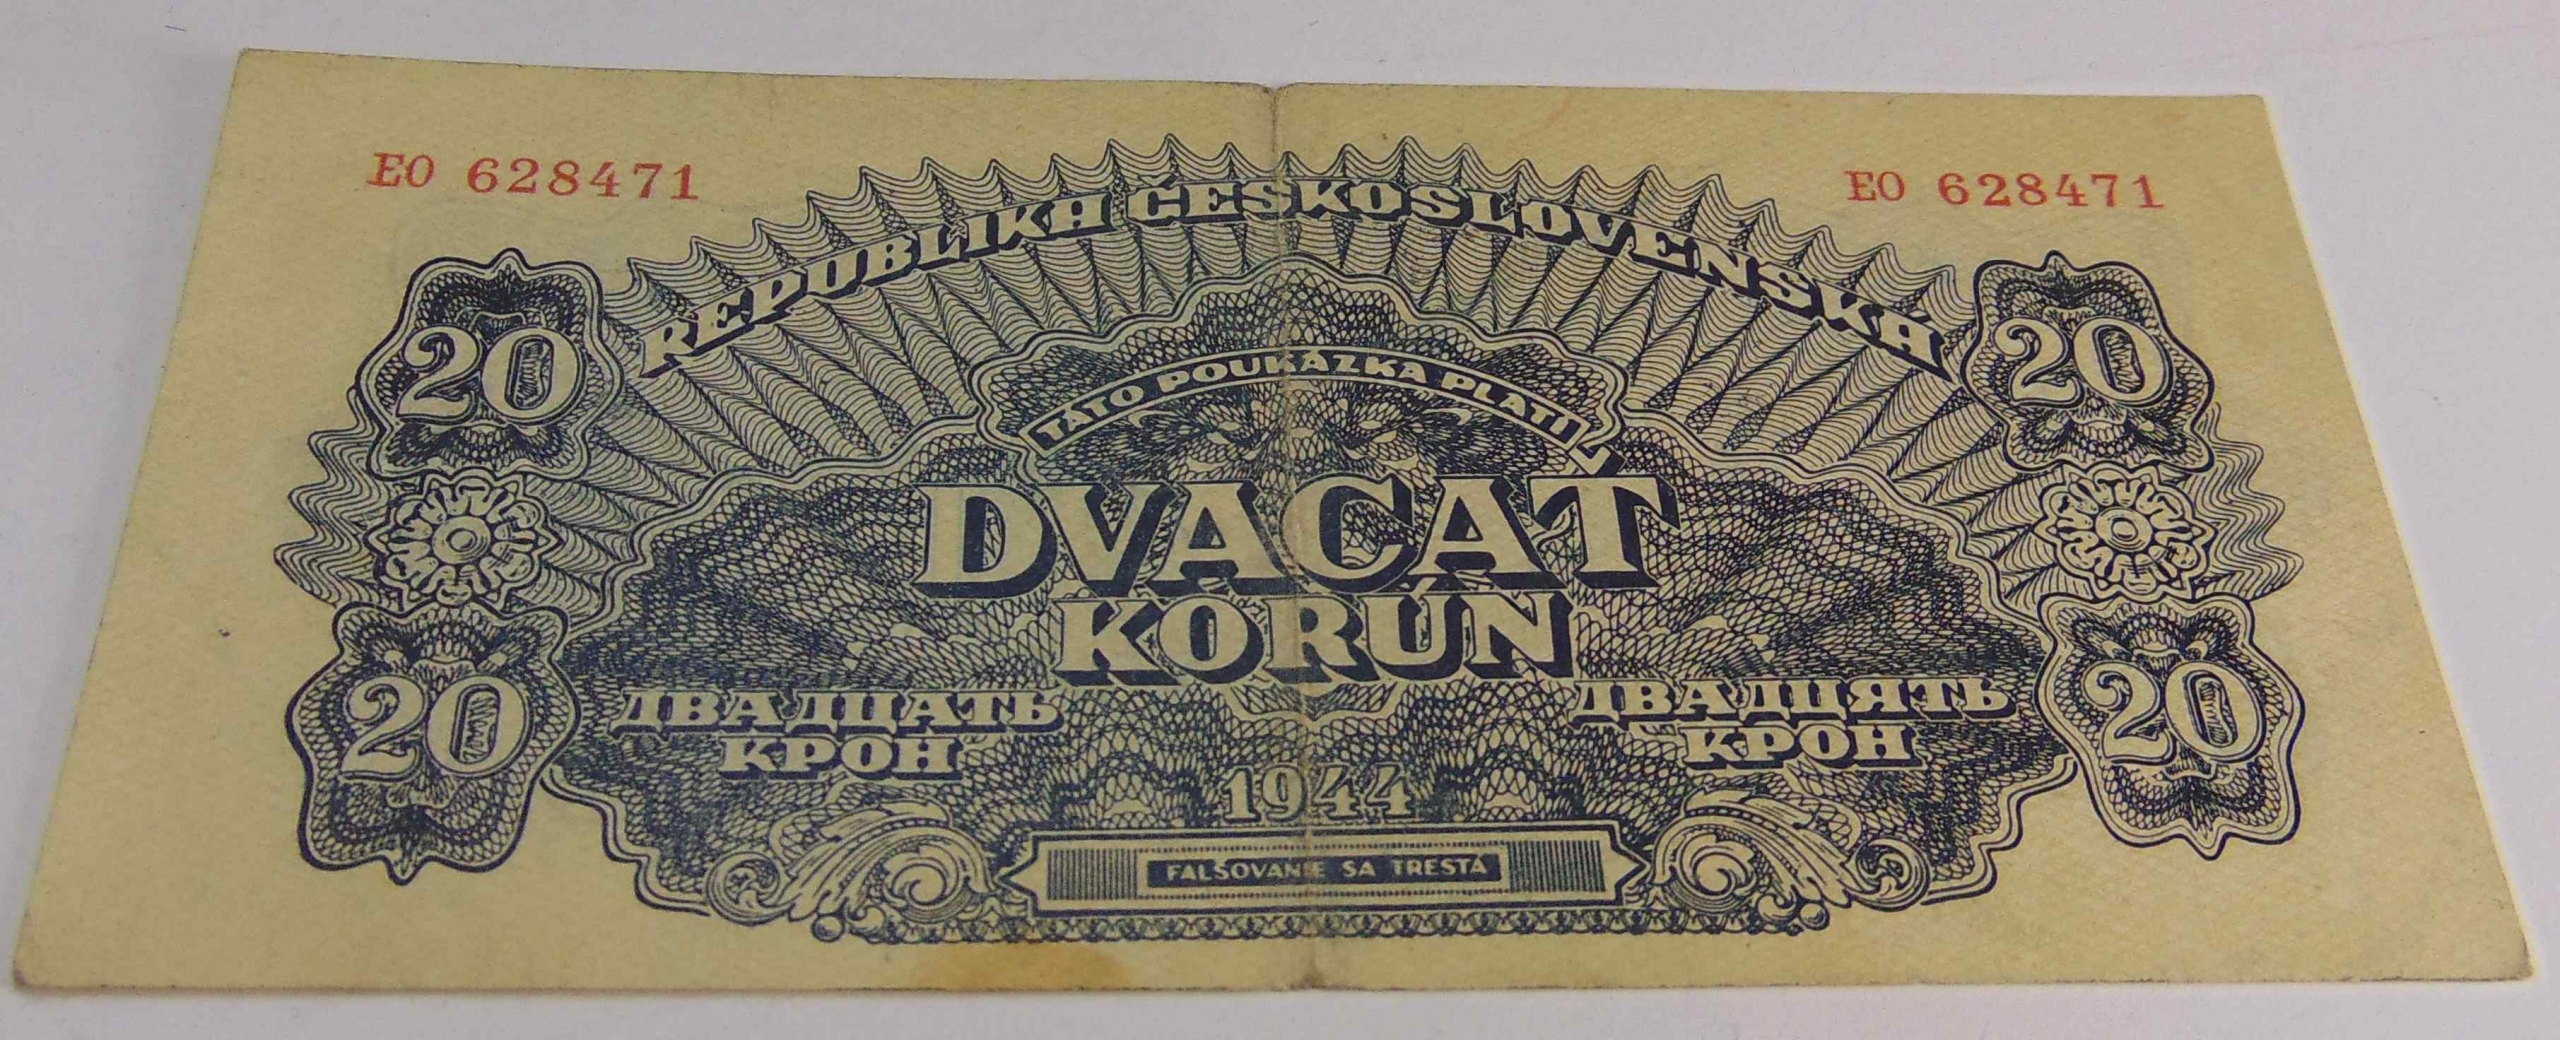 EO 628471
EO 628471
REPUBLIKA ČESKOSLOVENSKÁ
20
20
TÁTO POUKÁZKA PLATÍ
DVACAŤ
KORÚN
20
20
ДВАДЦАТЬ
КРОН
ДВАДЦЯТЬ
КРОН
1944
FALŠOVANIE SA TRESTÁ